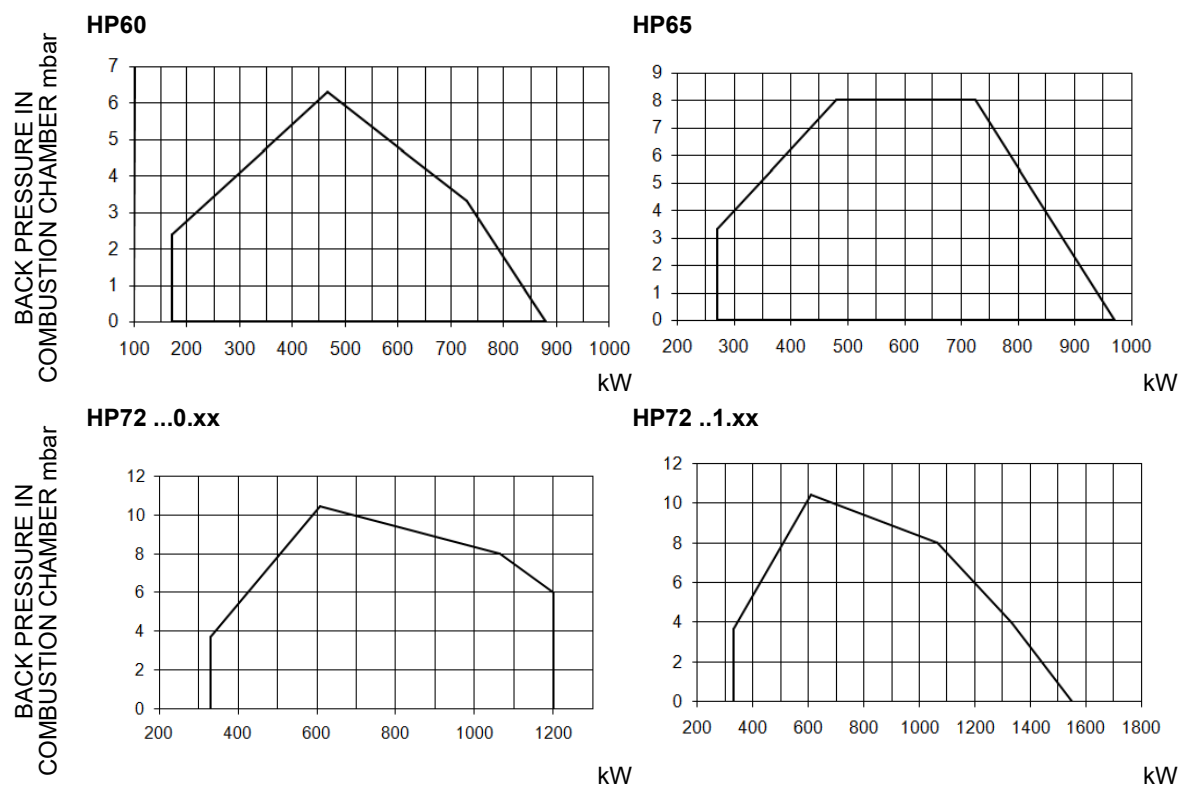 HP60
HP65
BACK PRESSURE IN
COMBUSTION CHAMBER mbar
7
6
5
4
3
2
1
0
100 200 300 400 500 600 700 800 900 1000
kW
9
8
7
6
5
4
3
2
1
0
200 300 400 500 600 700 800 900 1000
kW
HP72 ...0.xx
HP72 ..1.xx
BACK PRESSURE IN
COMBUSTION CHAMBER mbar
12
10
8
6
4
2
0
200 400 600 800 1000 1200
kW
12
10
8
6
4
2
0
200 400 600 800 1000 1200 1400 1600 1800
kW